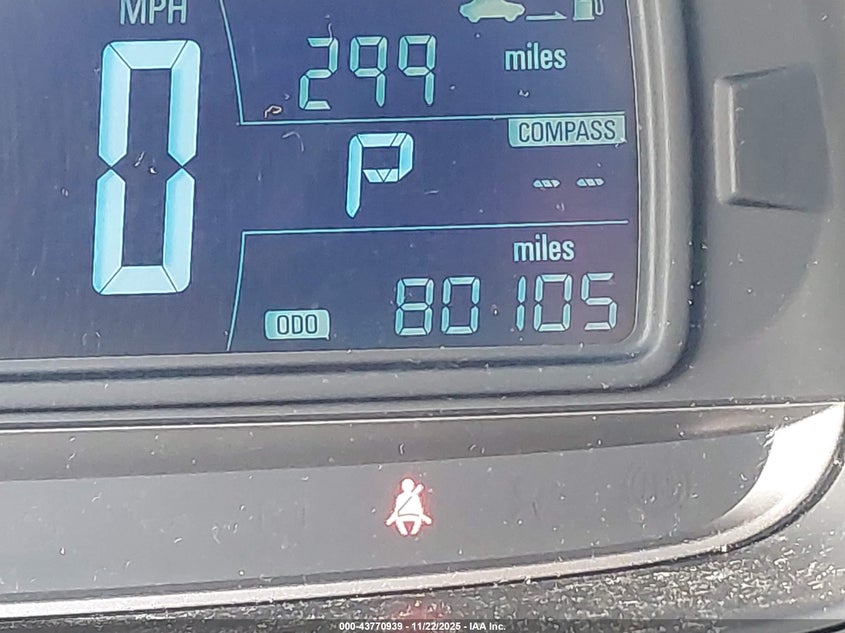 MPH
299 miles
COMPASS
0
P
-- 
miles
ODO 80105
000-43770939 - 11/22/2025 - IAA Inc.